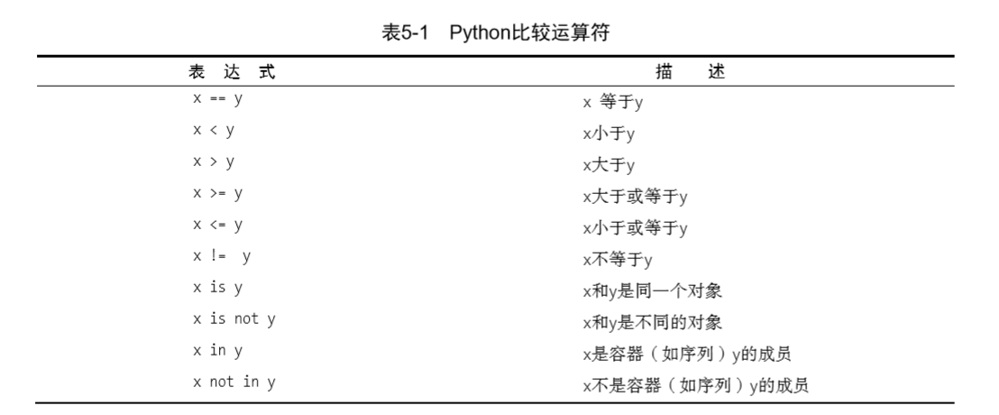 表5-1 Python比较运算符
表 达 式 描 述
x == y x 等于y
x < y x小于y
x > y x大于y
x >= y x大于或等于y
x <= y x小于或等于y
x != y x不等于y
x is y x和y是同一个对象
x is not y x和y是不同的对象
x in y x是容器（如序列）y的成员
x not in y x不是容器（如序列）y的成员